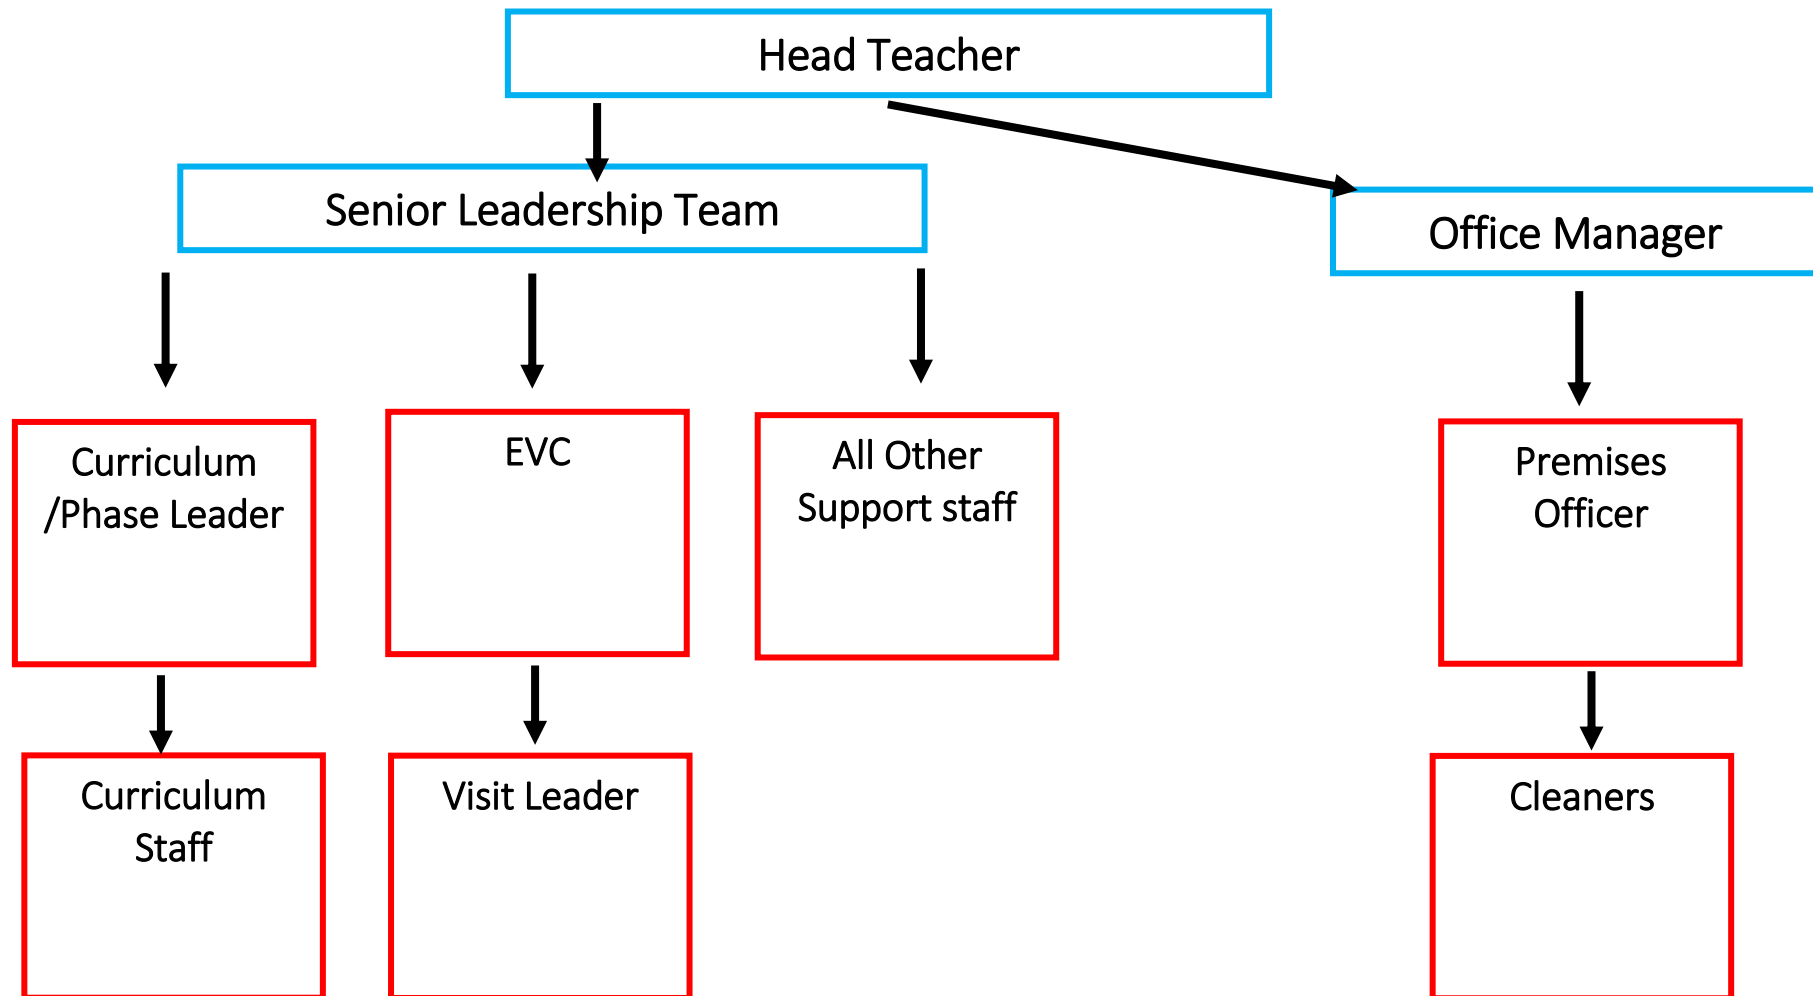 Head Teacher
Senior Leadership Team
Office Manager
Curriculum
/Phase Leader
EVC
All Other
Support staff
Premises
Officer
Curriculum
Staff
Visit Leader
Cleaners